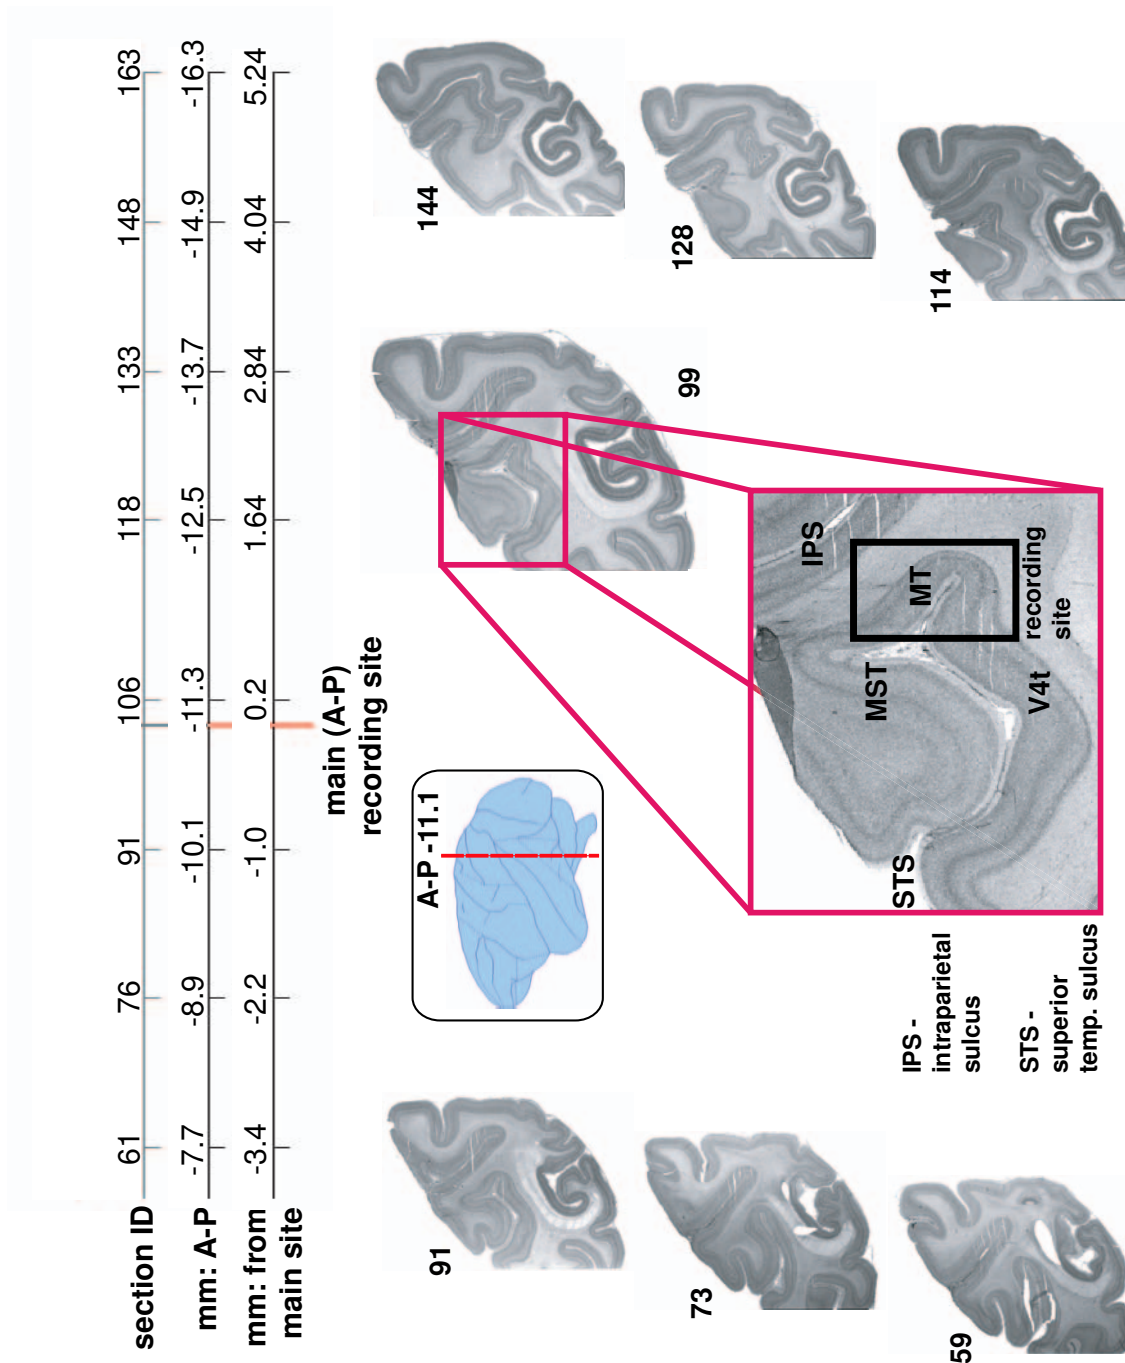 section ID 61 76 91 106 118 133 148 163
mm: A-P -7.7 -8.9 -10.1 -11.3 -12.5 -13.7 -14.9 -16.3
mm: from
main site
-3.4 -2.2 -1.0 0.2 1.64 2.84 4.04 5.24
main (A-P)
recording site
A-P -11.1
91
73
59
99
144
128
114
STS
MST
V4t
MT
IPS
recording
site
IPS -
intraparietal
sulcus
STS -
superior
temp. sulcus